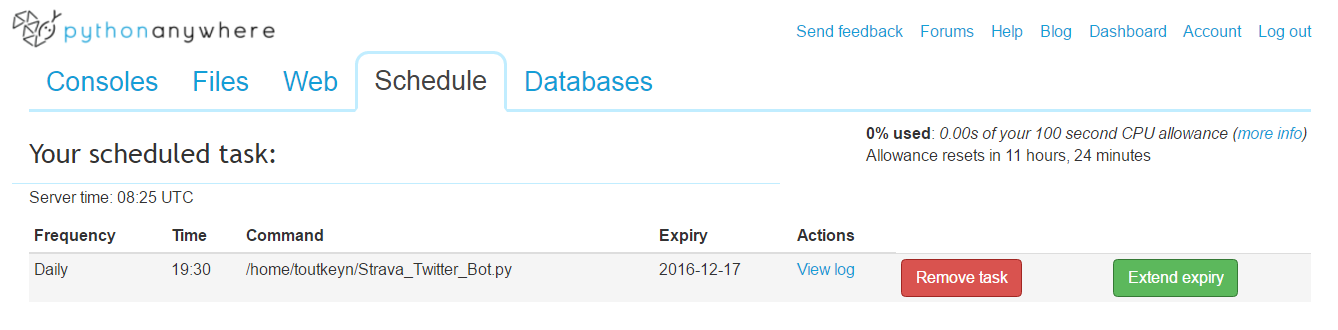 pythonanywhere
Send feedback Forums Help Blog Dashboard Account Log out
Consoles Files Web Schedule Databases
0% used: 0.00s of your 100 second CPU allowance (more info)
Your scheduled task:
Allowance resets in 11 hours, 24 minutes
Server time: 08:25 UTC
Frequency Time Command Expiry Actions
Daily 19:30 /home/toutkeyn/Strava_Twitter_Bot.py 2016-12-17 View log Remove task Extend expiry